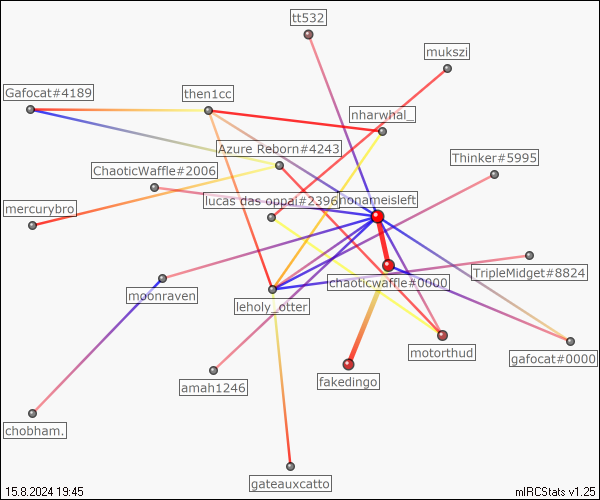 tt532
mukszi
Gafocat#4189
then1cc
nharwhal_
Azure Reborn#4243
Thinker#5995
ChaoticWaffle#2006
lucas das oppai#2396
nonameisleft
mercurybro
TripleMidget#8824
chaoticwaffle#0000
moonraven
leholy_otter
motorthud
gafocat#0000
fakedingo
amah1246
chobham.
gateauxcatto
15.8.2024 19:45
mIRCStats v1.25